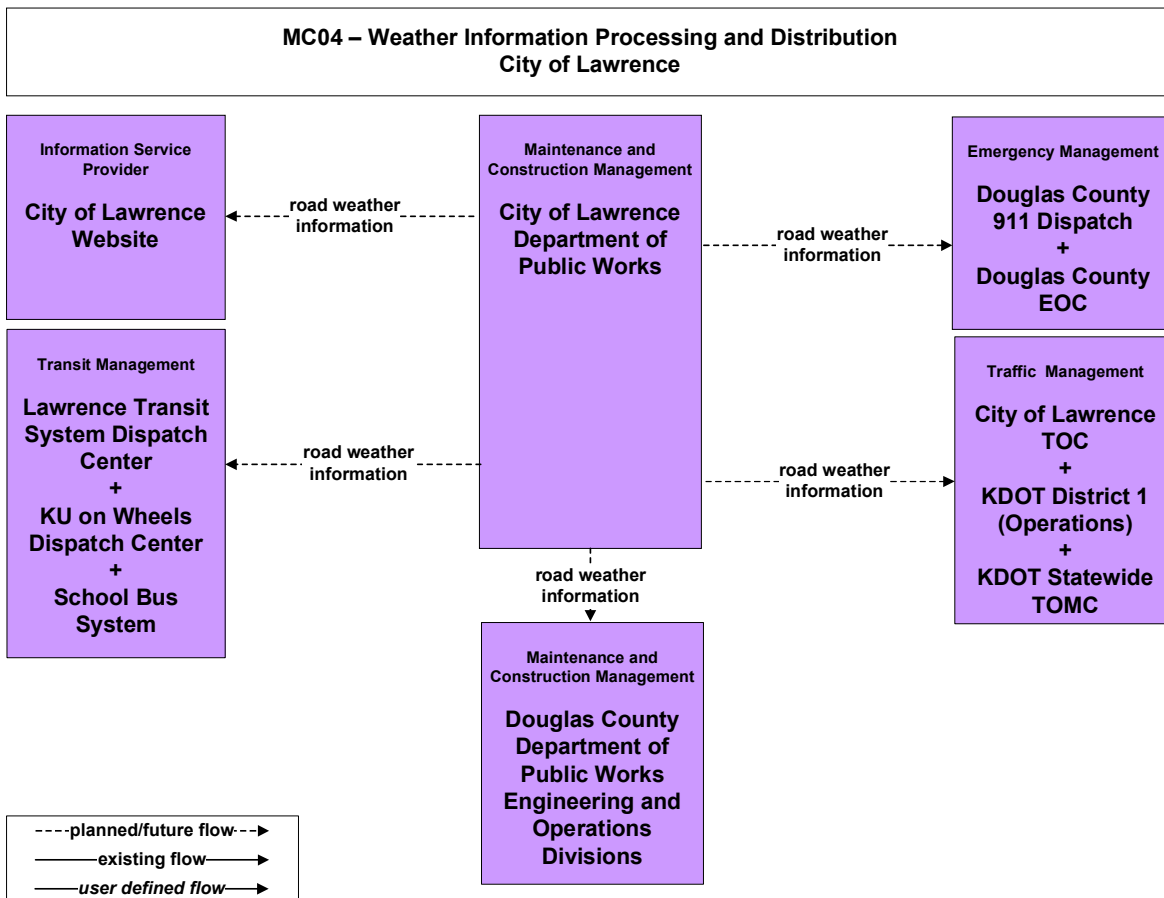 MC04 – Weather Information Processing and Distribution
City of Lawrence
Information Service
Provider
City of Lawrence
Website
road weather
information
Maintenance and
Construction Management
City of Lawrence
Department of
Public Works
road weather
information
Emergency Management
Douglas County
911 Dispatch
+
Douglas County
EOC
Transit Management
Lawrence Transit
System Dispatch
Center
+
KU on Wheels
Dispatch Center
+
School Bus
System
road weather
information
road weather
information
Traffic Management
City of Lawrence
TOC
+
KDOT District 1
(Operations)
+
KDOT Statewide
TOMC
road weather
information
Maintenance and
Construction Management
Douglas County
Department of
Public Works
Engineering and
Operations
Divisions
planned/future flow
existing flow
user defined flow